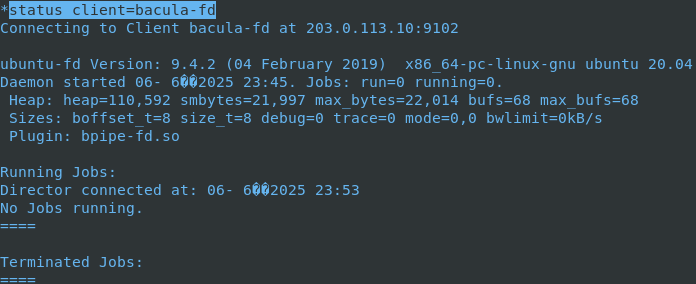 *status client=bacula-fd
Connecting to Client bacula-fd at 203.0.113.10:9102
ubuntu-fd Version: 9.4.2 (04 February 2019)  x86_64-pc-linux-gnu ubuntu 20.04
Daemon started 06- 6��2025 23:45. Jobs: run=0 running=0.
 Heap: heap=110,592 smbytes=21,997 max_bytes=22,014 bufs=68 max_bufs=68
 Sizes: boffset_t=8 size_t=8 debug=0 trace=0 mode=0,0 bwlimit=0kB/s
 Plugin: bpipe-fd.so
Running Jobs:
Director connected at: 06- 6��2025 23:53
No Jobs running.
====
Terminated Jobs:
====